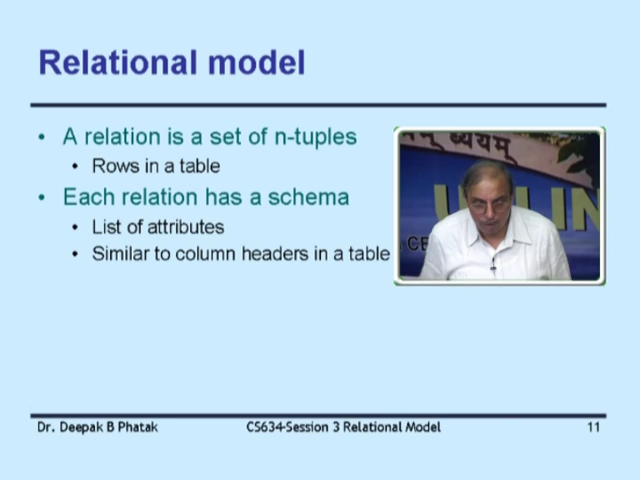 Relational model
• A relation is a set of n-tuples
• Rows in a table
• Each relation has a schema
• List of attributes
• Similar to column headers in a table
Dr. Deepak B Phatak
CS634-Session 3 Relational Model
11